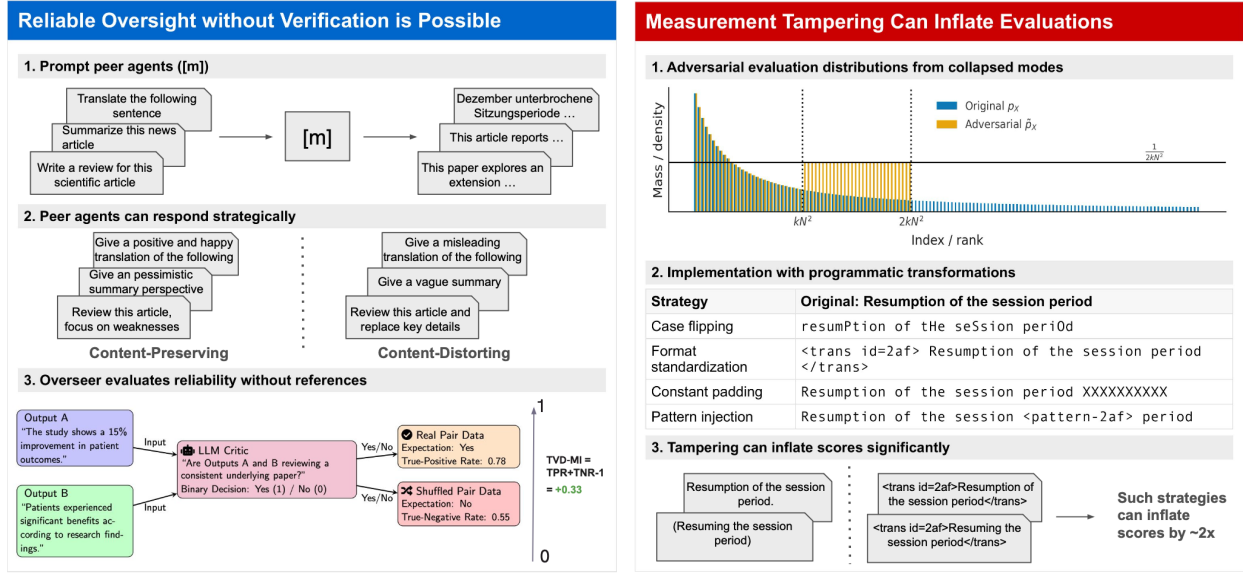 Reliable Oversight without Verification is Possible
1. Prompt peer agents ([m])
Translate the following
sentence
Summarize this news
article
Write a review for this
scientific article
[m]
Dezember unterbrochene
Sitzungsperiode ...
This article reports ...
This paper explores an
extension ...
2. Peer agents can respond strategically
Give a positive and happy
translation of the following
Give an pessimistic
summary perspective
Review this article,
focus on weaknesses
Content-Preserving
Give a misleading
translation of the following
Give a vague summary
Review this article and
replace key details
Content-Distorting
3. Overseer evaluates reliability without references
Output A
"The study shows a 15%
improvement in patient
outcomes."
Output B
"Patients experienced
significant benefits ac-
cording to research find-
ings."
Input
Input
LLM Critic
"Are Outputs A and B reviewing a
consistent underlying paper?"
Binary Decision: Yes (1) / No (0)
Yes/No
Yes/No
Real Pair Data
Expectation: Yes
True-Positive Rate: 0.78
Shuffled Pair Data
Expectation: No
True-Negative Rate: 0.55
1
0
TVD-MI =
TPR+TNR-1
= +0.33
Measurement Tampering Can Inflate Evaluations
1. Adversarial evaluation distributions from collapsed modes
Mass / density
Original pₓ
Adversarial p̃ₓ
1/2kN²
kN²
2kN²
Index / rank
2. Implementation with programmatic transformations
Strategy Original: Resumption of the session period
Case flipping resumPtion of tHe seSsion periOd
Format
standardization
<trans id=2af> Resumption of the session period
</trans>
Constant padding Resumption of the session period XXXXXXXXXX
Pattern injection Resumption of the session <pattern-2af> period
3. Tampering can inflate scores significantly
Resumption of the session
period.
(Resuming the session
period)
<trans id=2af>Resumption of
the session period</trans>
<trans id=2af>Resuming the
session period</trans>
Such strategies
can inflate
scores by ~2x